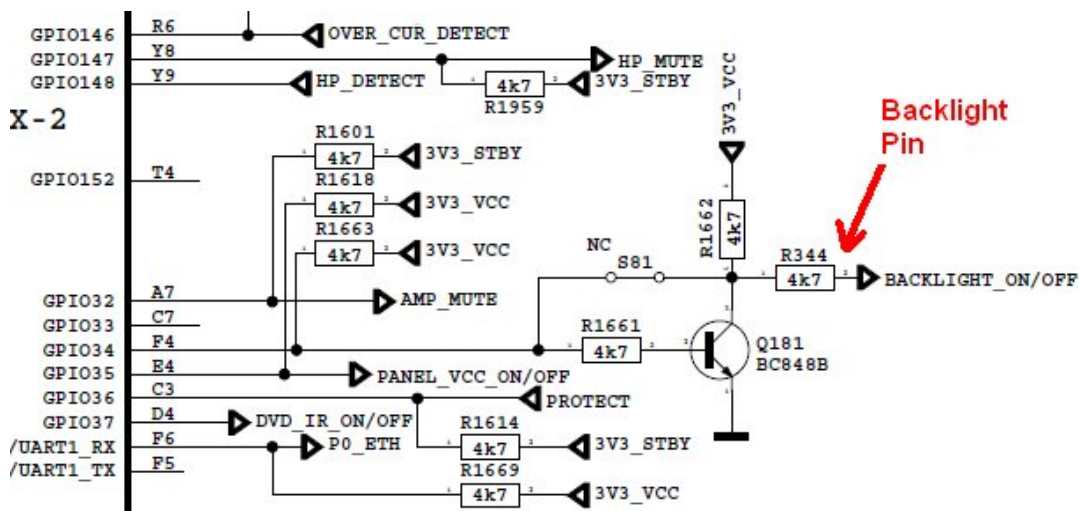 GPIO146 R6 OVER_CUR_DETECT
GPIO147 Y8 HP_MUTE
GPIO148 Y9 HP_DETECT 4k7 3V3_STBY
R1959
X-2
3V3_VCC
Backlight
Pin
R1601
4k7 3V3_STBY
GPIO152 T4
R1618
4k7 3V3_VCC
R1663
4k7 3V3_VCC
R1662
4k7
NC
S81
R344
4k7 BACKLIGHT_ON/OFF
GPIO32 A7 AMP_MUTE
GPIO33 C7
GPIO34 F4
R1661
4k7
Q181
BC848B
GPIO35 E4 PANEL_VCC_ON/OFF
GPIO36 C3 PROTECT
GPIO37 D4 DVD_IR_ON/OFF
R1614
4k7 3V3_STBY
/UART1_RX F6 P0_ETH
/UART1_TX F5
R1669
4k7 3V3_VCC